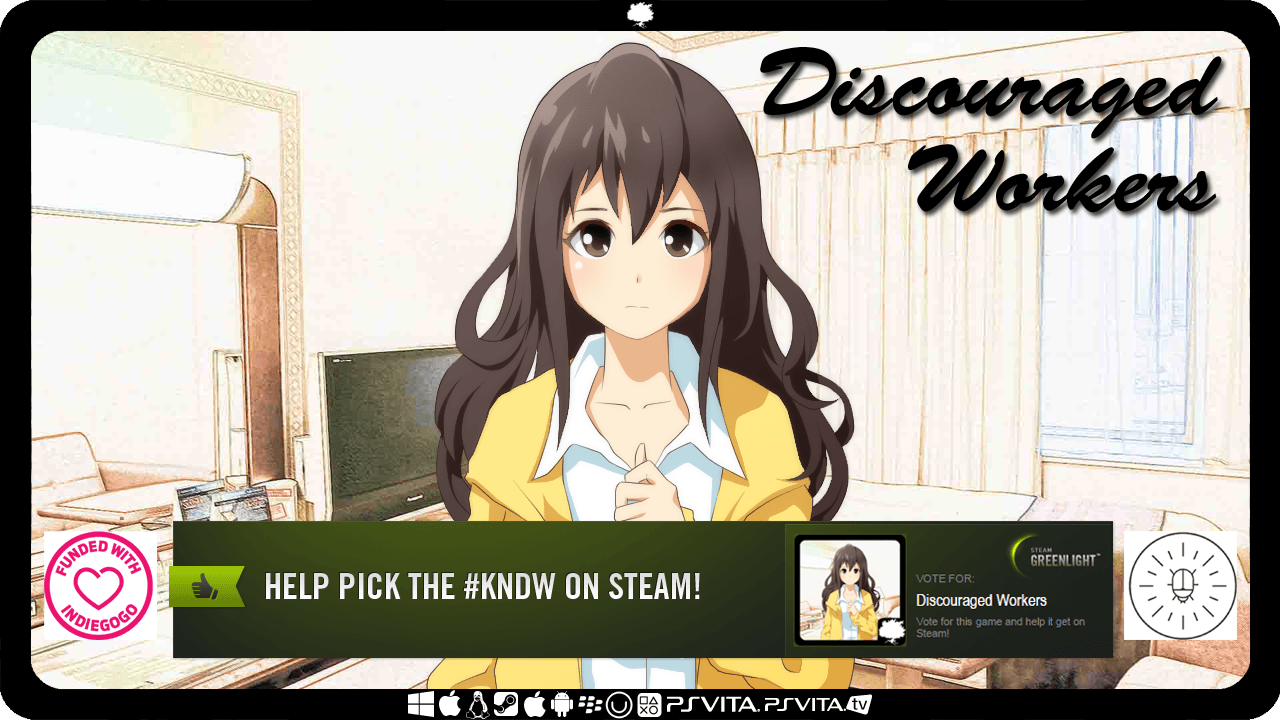 Discouraged
Workers
FUNDED WITH
INDIEGOGO
HELP PICK THE #KNDW ON STEAM!
STEAM
GREENLIGHT™
VOTE FOR:
Discouraged Workers
Vote for this game and help it get on
Steam!
PSVITA. PSVITA.tv